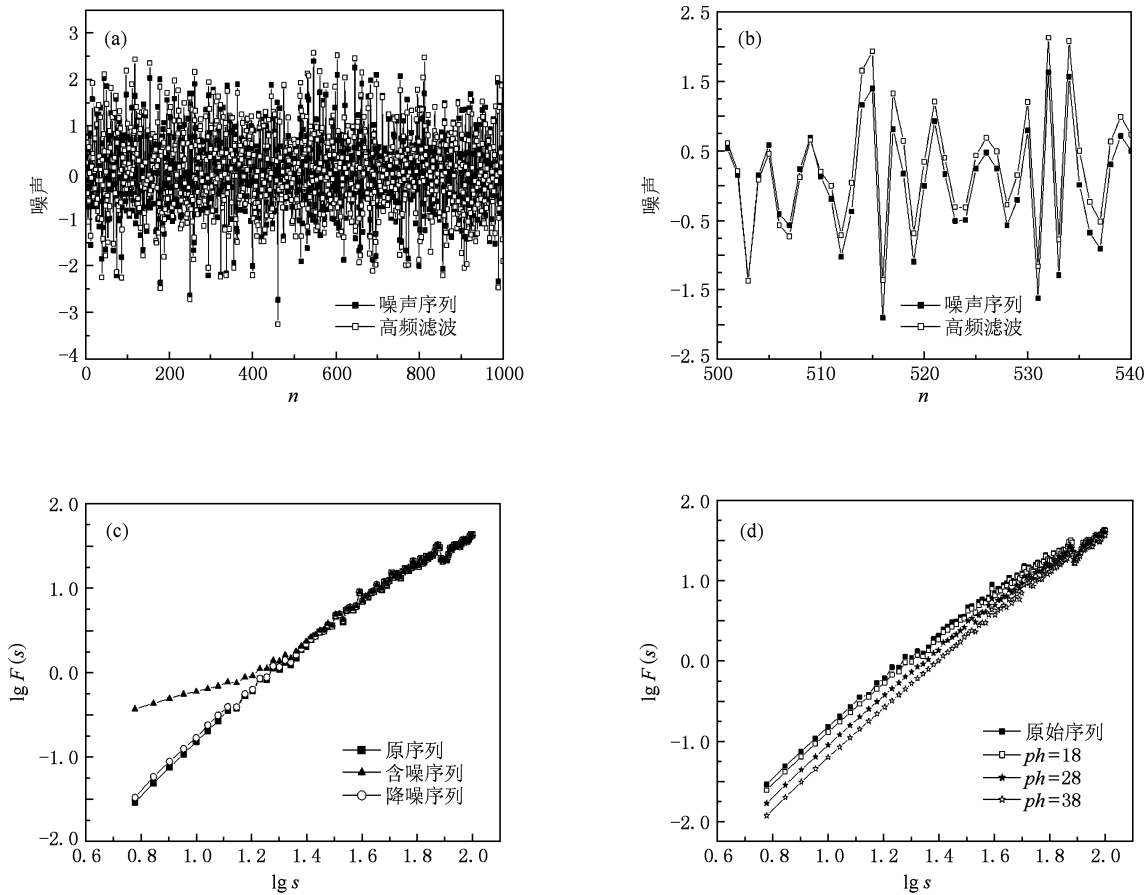 (a)
3
2
1
0
−1
−2
−3
−4
噪声
噪声序列
高频滤波
0
200
400
600
800
1000
n
(b)
2.5
1.5
0.5
−0.5
−1.5
−2.5
噪声
噪声序列
高频滤波
500
510
520
530
540
n
(c)
2.0
1.0
0.0
−1.0
−2.0
lg F(s)
原序列
含噪序列
降噪序列
0.6
0.8
1.0
1.2
1.4
1.6
1.8
2.0
lg s
(d)
2.0
1.0
0.0
−1.0
−2.0
lg F(s)
原始序列
ph=18
ph=28
ph=38
0.6
0.8
1.0
1.2
1.4
1.6
1.8
2.0
lg s